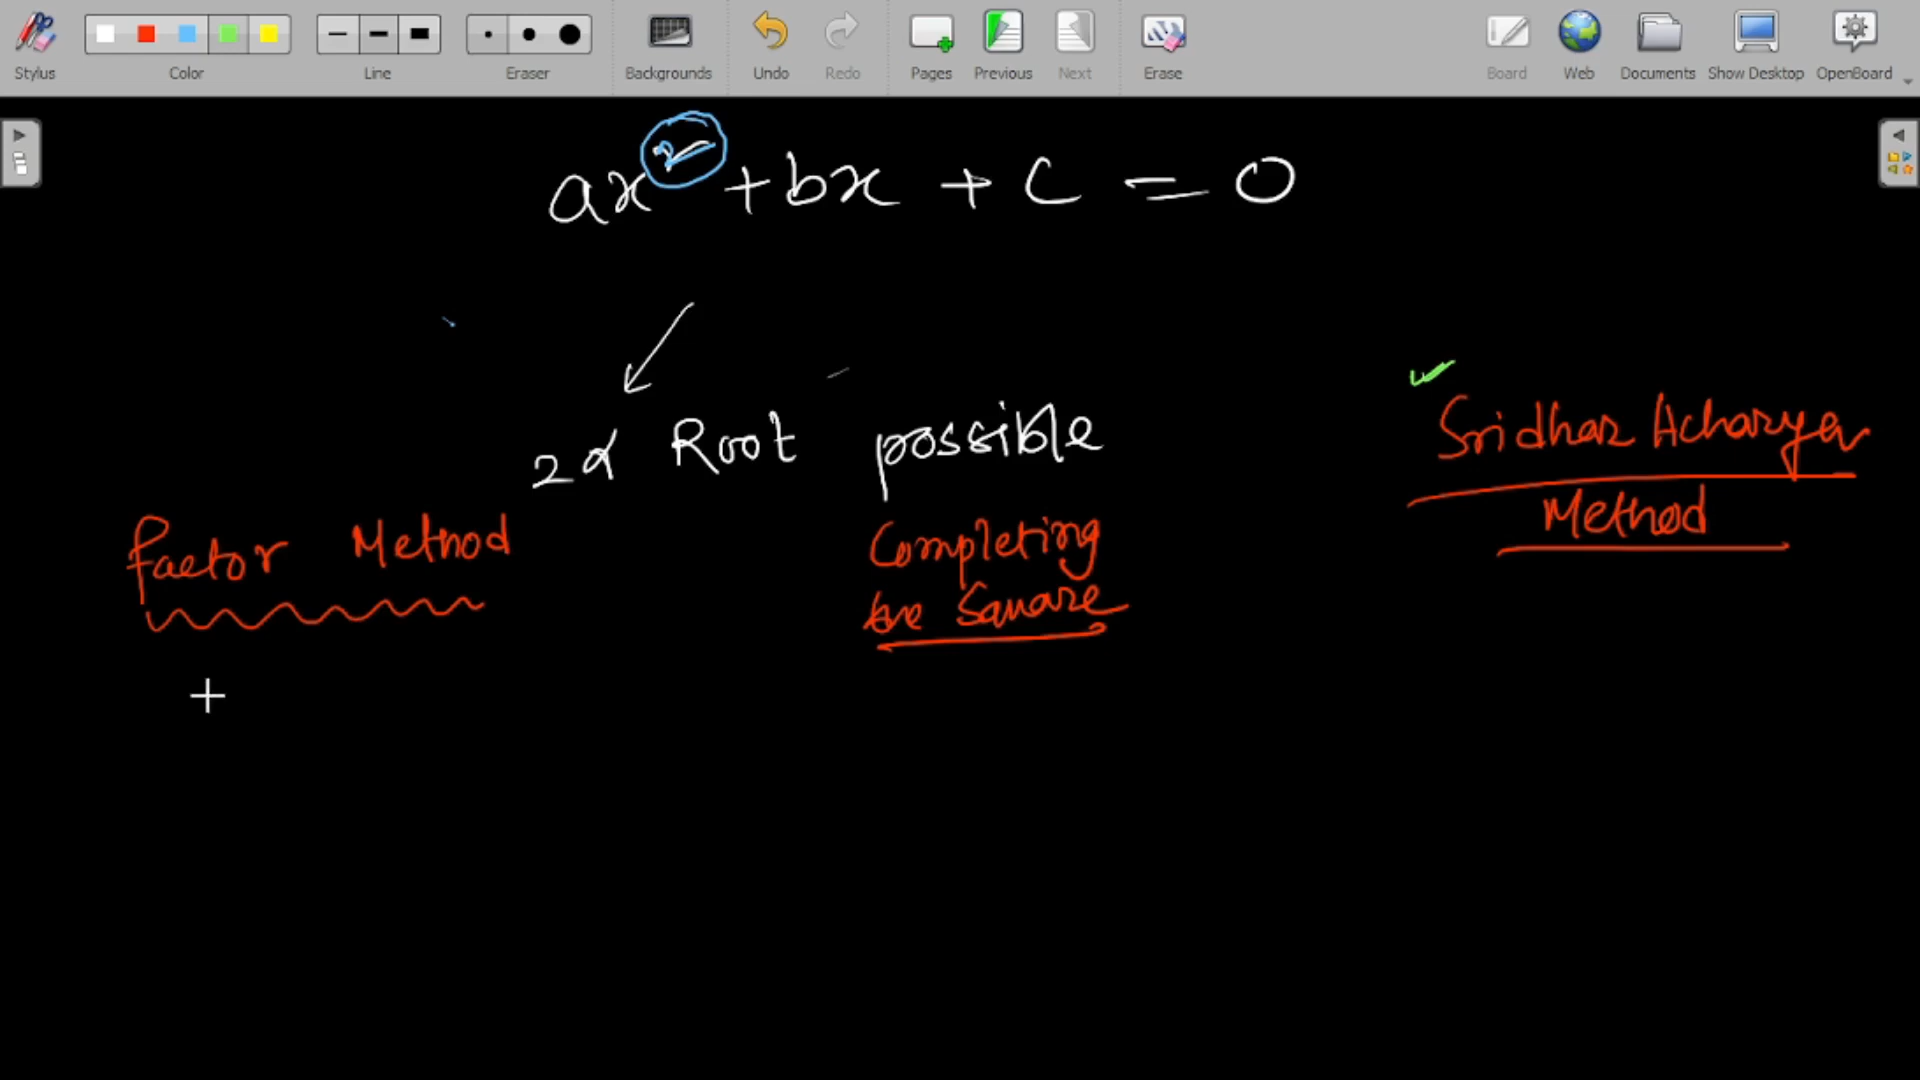 Stylus Color Line Eraser Backgrounds Undo Redo Pages Previous Next Erase Board Web Documents Show Desktop OpenBoard
ax² + bx + c = 0
2 Root possible
Sridhar Acharya
Method
factor Method
Completing
the Square